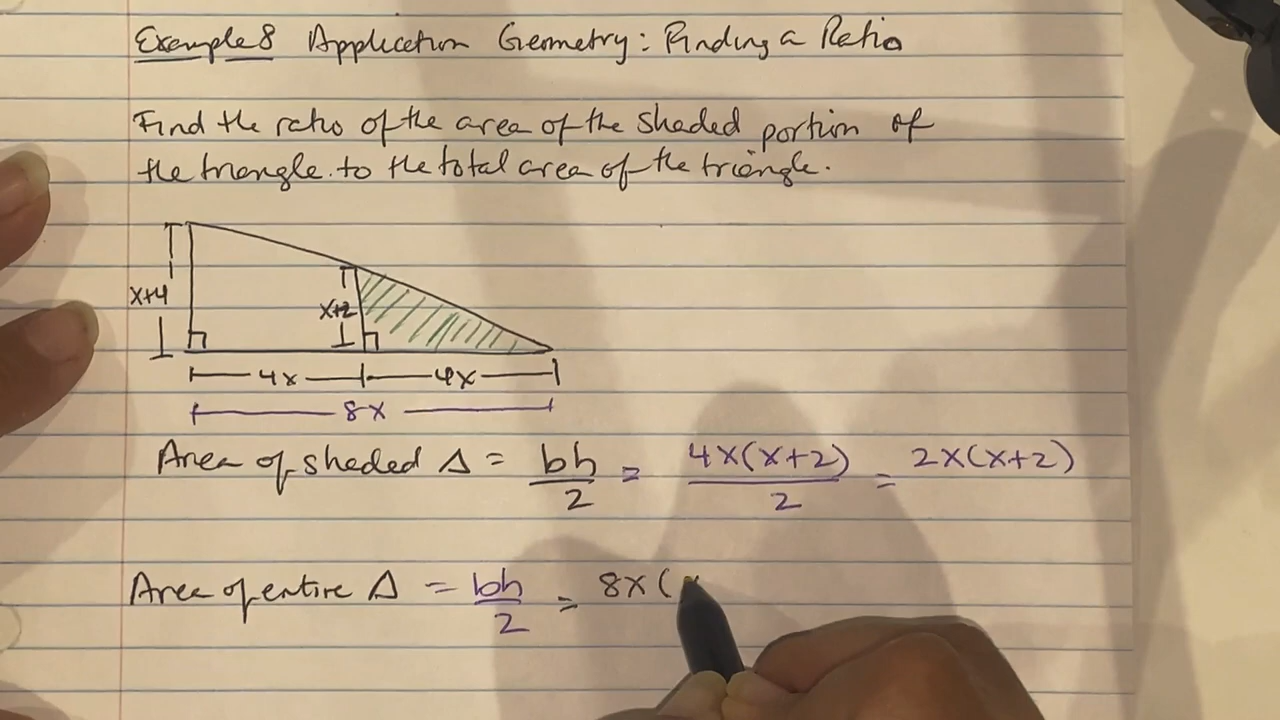 Example 8 Application Geometry: Finding a Ratio
Find the ratio of the area of the shaded portion of
the triangle. to the total area of the triangle.
x+4
x+2
4x 4x
8x
Area of shaded Δ = bh/2 = 4x(x+2)/2 = 2x(x+2)
Area of entire Δ = bh/2 = 8x(